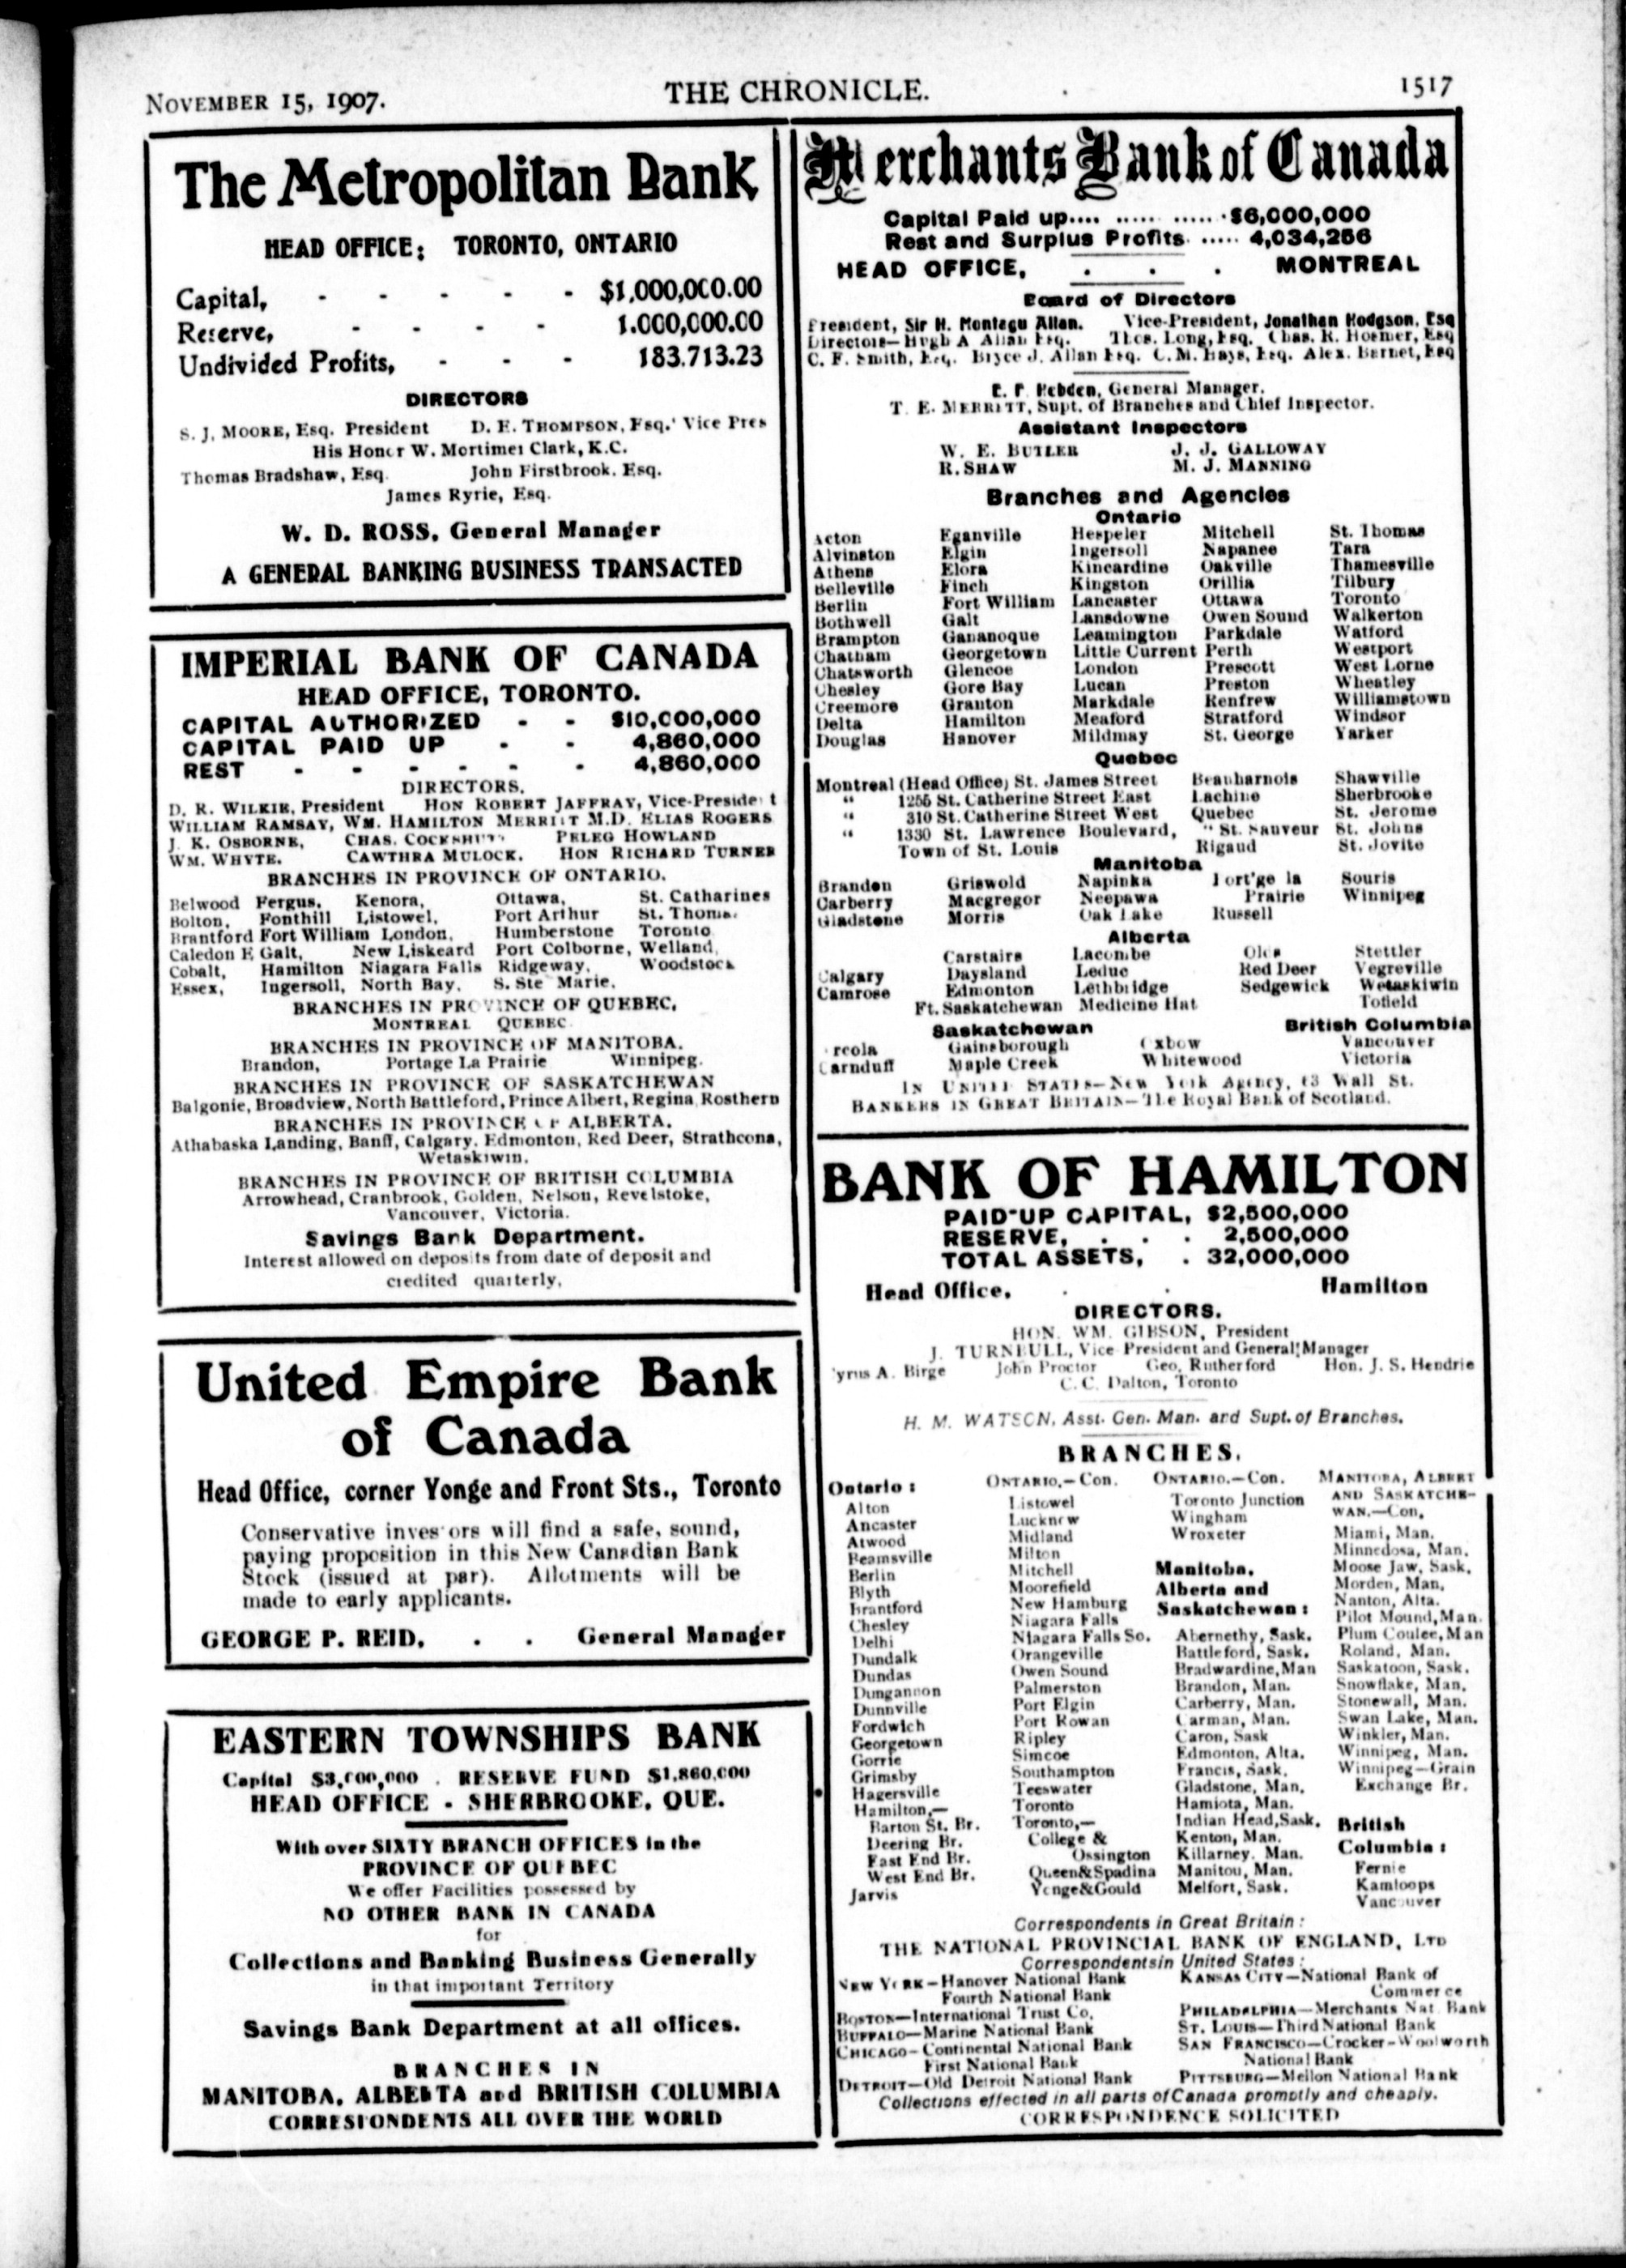 NOVEMBER 15, 1907.
THE CHRONICLE.
1517
The Metropolitan Bank
HEAD OFFICE: TORONTO, ONTARIO
Capital, - - - - - $1,000,000.00
Reserve, - - - - 1.000,000.00
Undivided Profits, - - - 183.713.23
DIRECTORS
S. J, MOORE, Esq. President D. E. THOMPSON, Esq.' Vice Pres
His Honor W. Mortimer Clark, K.C.
Thomas Bradshaw, Esq. John Firstbrook. Esq.
James Ryrie, Esq.
W. D. ROSS, General Manager
A GENERAL BANKING BUSINESS TRANSACTED
IMPERIAL BANK OF CANADA
HEAD OFFICE, TORONTO.
CAPITAL AUTHORIZED - - $10,000,000
CAPITAL PAID UP - - 4,860,000
REST - - - - - - 4,860,000
DIRECTORS.
D. R. WILKIE, President HON ROBERT JAFFRAY, Vice-President
WILLIAM RAMSAY, WM. HAMILTON MERRITT M.D. ELIAS ROGERS
J. K. OSBORNE, CHAS. COCKSHUTT PELEG HOWLAND
WM. WHYTE. CAWTHRA MULOCK. HON RICHARD TURNER
BRANCHES IN PROVINCE OF ONTARIO.
Belwood Fergus, Kenora, Ottawa, St. Catharines
Bolton, Fonthill Listowel, Port Arthur St. Thomas
Brantford Fort William London, Humberstone Toronto
Caledon E Galt, New Liskeard Port Colborne, Welland,
Cobalt, Hamilton Niagara Falls Ridgeway, Woodstock
Essex, Ingersoll, North Bay, S. Ste Marie.
BRANCHES IN PROVINCE OF QUEBEC,
MONTREAL QUEBEC.
BRANCHES IN PROVINCE OF MANITOBA.
Brandon, Portage La Prairie Winnipeg.
BRANCHES IN PROVINCE OF SASKATCHEWAN
Balgonie, Broadview, North Battleford, Prince Albert, Regina, Rosthern
BRANCHES IN PROVINCE OF ALBERTA.
Athabaska Landing, Banff, Calgary. Edmonton, Red Deer, Strathcona,
Wetaskiwin.
BRANCHES IN PROVINCE OF BRITISH COLUMBIA
Arrowhead, Cranbrook, Golden, Nelson, Revelstoke,
Vancouver, Victoria.
Savings Bank Department.
Interest allowed on deposits from date of deposit and
credited quarterly.
United Empire Bank
of Canada
Head Office, corner Yonge and Front Sts., Toronto
Conservative investors will find a safe, sound,
paying proposition in this New Canadian Bank
Stock (issued at par). Allotments will be
made to early applicants.
GEORGE P. REID, . . General Manager
EASTERN TOWNSHIPS BANK
Capital $3,000,000 . RESERVE FUND $1,860,000
HEAD OFFICE - SHERBROOKE, QUE.
With over SIXTY BRANCH OFFICES in the
PROVINCE OF QUEBEC
We offer Facilities possessed by
NO OTHER BANK IN CANADA
for
Collections and Banking Business Generally
in that important Territory
Savings Bank Department at all offices.
BRANCHES IN
MANITOBA, ALBERTA and BRITISH COLUMBIA
CORRESPONDENTS ALL OVER THE WORLD
Merchants Bank of Canada
Capital Paid up.... ..... ..... $6,000,000
Rest and Surplus Profits. ..... 4,034,256
HEAD OFFICE, . . . MONTREAL
Board of Directors
President, Sir H. Montagu Allan. Vice-President, Jonathan Hodgson, Esq
Directors—Hugh A Allan Esq. Thos. Long, Esq. Chas. R. Hosmer, Esq
C. F. Smith, Esq. Bryce J. Allan Esq. C. M. Hays, Esq. Alex. Barnet, Esq
E. F. Hebden, General Manager.
T. E. MERRITT, Supt. of Branches and Chief Inspector.
Assistant Inspectors
W. E. BUTLER J. J. GALLOWAY
R. SHAW M. J. MANNING
Branches and Agencies
Ontario
Acton Eganville Hespeler Mitchell St. Thomas
Alvinston Elgin Ingersoll Napanee Tara
Athens Elora Kincardine Oakville Thamesville
Belleville Finch Kingston Orillia Tilbury
Berlin Fort William Lancaster Ottawa Toronto
Bothwell Galt Lansdowne Owen Sound Walkerton
Brampton Gananoque Leamington Parkdale Watford
Chatham Georgetown Little Current Perth Westport
Chatsworth Glencoe London Prescott West Lorne
Chesley Gore Bay Lucan Preston Wheatley
Creemore Granton Markdale Renfrew Williamstown
Delta Hamilton Meaford Stratford Windsor
Douglas Hanover Mildmay St. George Yarker
Quebec
Montreal (Head Office) St. James Street Beauharnois Shawville
" 1255 St. Catherine Street East Lachine Sherbrooke
" 310 St. Catherine Street West Quebec St. Jerome
" 1330 St. Lawrence Boulevard, " St. Sauveur St. Johns
Town of St. Louis Rigaud St. Jovite
Manitoba
Brandon Griswold Napinka Port'ge la Souris
Carberry Macgregor Neepawa Prairie Winnipeg
Gladstone Morris Oak Lake Russell
Alberta
Carstairs Lacombe Olds Stettler
Calgary Daysland Leduc Red Deer Vegreville
Camrose Edmonton Lethbridge Sedgewick Wetaskiwin
Ft. Saskatchewan Medicine Hat Tofield
Saskatchewan British Columbia
rcola Gainsborough Oxbow Vancouver
Carnduff Maple Creek Whitewood Victoria
IN UNITED STATES—New York Agency, 63 Wall St.
BANKERS IN GREAT BRITAIN—The Royal Bank of Scotland.
BANK OF HAMILTON
PAID-UP CAPITAL, $2,500,000
RESERVE, . . . 2,500,000
TOTAL ASSETS, . 32,000,000
Head Office, . . Hamilton
DIRECTORS.
HON. WM. GIBSON, President
J. TURNBULL, Vice President and General Manager
yrus A. Birge John Proctor Geo. Rutherford Hon. J. S. Hendrie
C. C. Dalton, Toronto
H. M. WATSON, Asst. Gen. Man. and Supt. of Branches.
BRANCHES.
Ontario :
Alton
Ancaster
Atwood
Beamsville
Berlin
Blyth
Brantford
Chesley
Delhi
Dundalk
Dundas
Dungannon
Dunnville
Fordwich
Georgetown
Gorrie
Grimsby
Hagersville
Hamilton,—
Barton St. Br.
Deering Br.
East End Br.
West End Br.
Jarvis
ONTARIO,—Con.
Listowel
Lucknow
Midland
Milton
Mitchell
Moorefield
New Hamburg
Niagara Falls
Niagara Falls So.
Orangeville
Owen Sound
Palmerston
Port Elgin
Port Rowan
Ripley
Simcoe
Southampton
Teeswater
Toronto
Toronto,—
College &
Ossington
Queen&Spadina
Yonge&Gould
ONTARIO.—Con.
Toronto Junction
Wingham
Wroxeter
Manitoba,
Alberta and
Saskatchewan :
Abernethy, Sask.
Battleford, Sask.
Bradwardine, Man
Brandon, Man.
Carberry, Man.
Carman, Man.
Caron, Sask
Edmonton, Alta.
Francis, Sask.
Gladstone, Man.
Hamiota, Man.
Indian Head, Sask.
Kenton, Man.
Killarney. Man.
Manitou, Man.
Melfort, Sask.
MANITOBA, ALBERT
AND SASKATCHE-
WAN.—Con,
Miami, Man.
Minnedosa, Man.
Moose Jaw, Sask.
Morden, Man.
Nanton, Alta.
Pilot Mound, Man.
Plum Coulee, Man
Roland, Man.
Saskatoon, Sask.
Snowflake, Man.
Stonewall, Man.
Swan Lake, Man.
Winkler, Man.
Winnipeg, Man.
Winnipeg—Grain
Exchange Br.
British
Columbia :
Fernie
Kamloops
Vancouver
Correspondents in Great Britain :
THE NATIONAL PROVINCIAL BANK OF ENGLAND, LTD
Correspondents in United States :
NEW YORK—Hanover National Bank
Fourth National Bank
BOSTON—International Trust Co.
BUFFALO—Marine National Bank
CHICAGO—Continental National Bank
First National Bank
DETROIT—Old Detroit National Bank
KANSAS CITY—National Bank of
Commerce
PHILADELPHIA—Merchants Nat. Bank
ST. LOUIS—Third National Bank
SAN FRANCISCO—Crocker-Woolworth
National Bank
PITTSBURG—Mellon National Bank
Collections effected in all parts of Canada promptly and cheaply.
CORRESPONDENCE SOLICITED